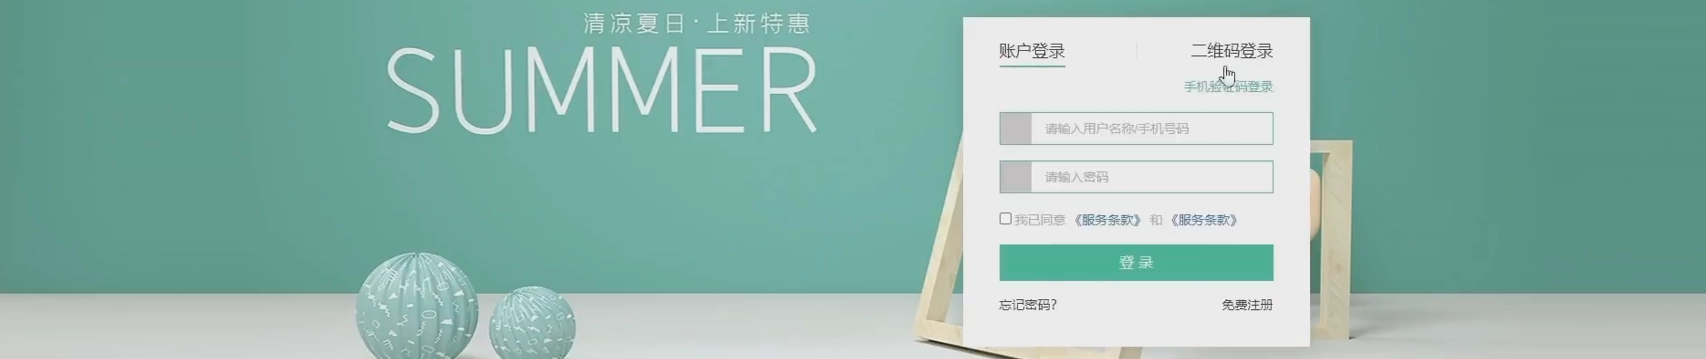 清凉夏日·上新特惠
SUMMER
账户登录 二维码登录
手机验证码登录
请输入用户名称/手机号码
请输入密码
我已同意《服务条款》和《服务条款》
登录
忘记密码? 免费注册